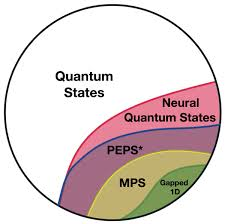 Quantum
States
Neural
Quantum States
PEPS*
MPS
Gapped
1D